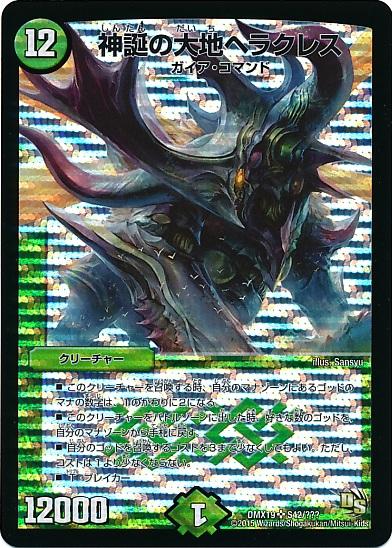 12
しんたん だいち
神誕の大地ヘラクレス
ガイア・コマンド
クリーチャー
illus. Sansyu
■このクリーチャーを召喚する時、自分のマナゾーンにあるゴッドの
マナの数字は、1のかわりに2になる。
■このクリーチャーをバトルゾーンに出した時、好きな数のゴッドを、
自分のマナゾーンから手札に戻す。
■自分のゴッドを召喚するコストを3まで少なくしてもよい。ただし、
コストは1より少なくならない。
■T・ブレイカー
12000
1
DMX19 S42/???
DS
©2015 Wizards/Shogakukan/Mitsui-Kids